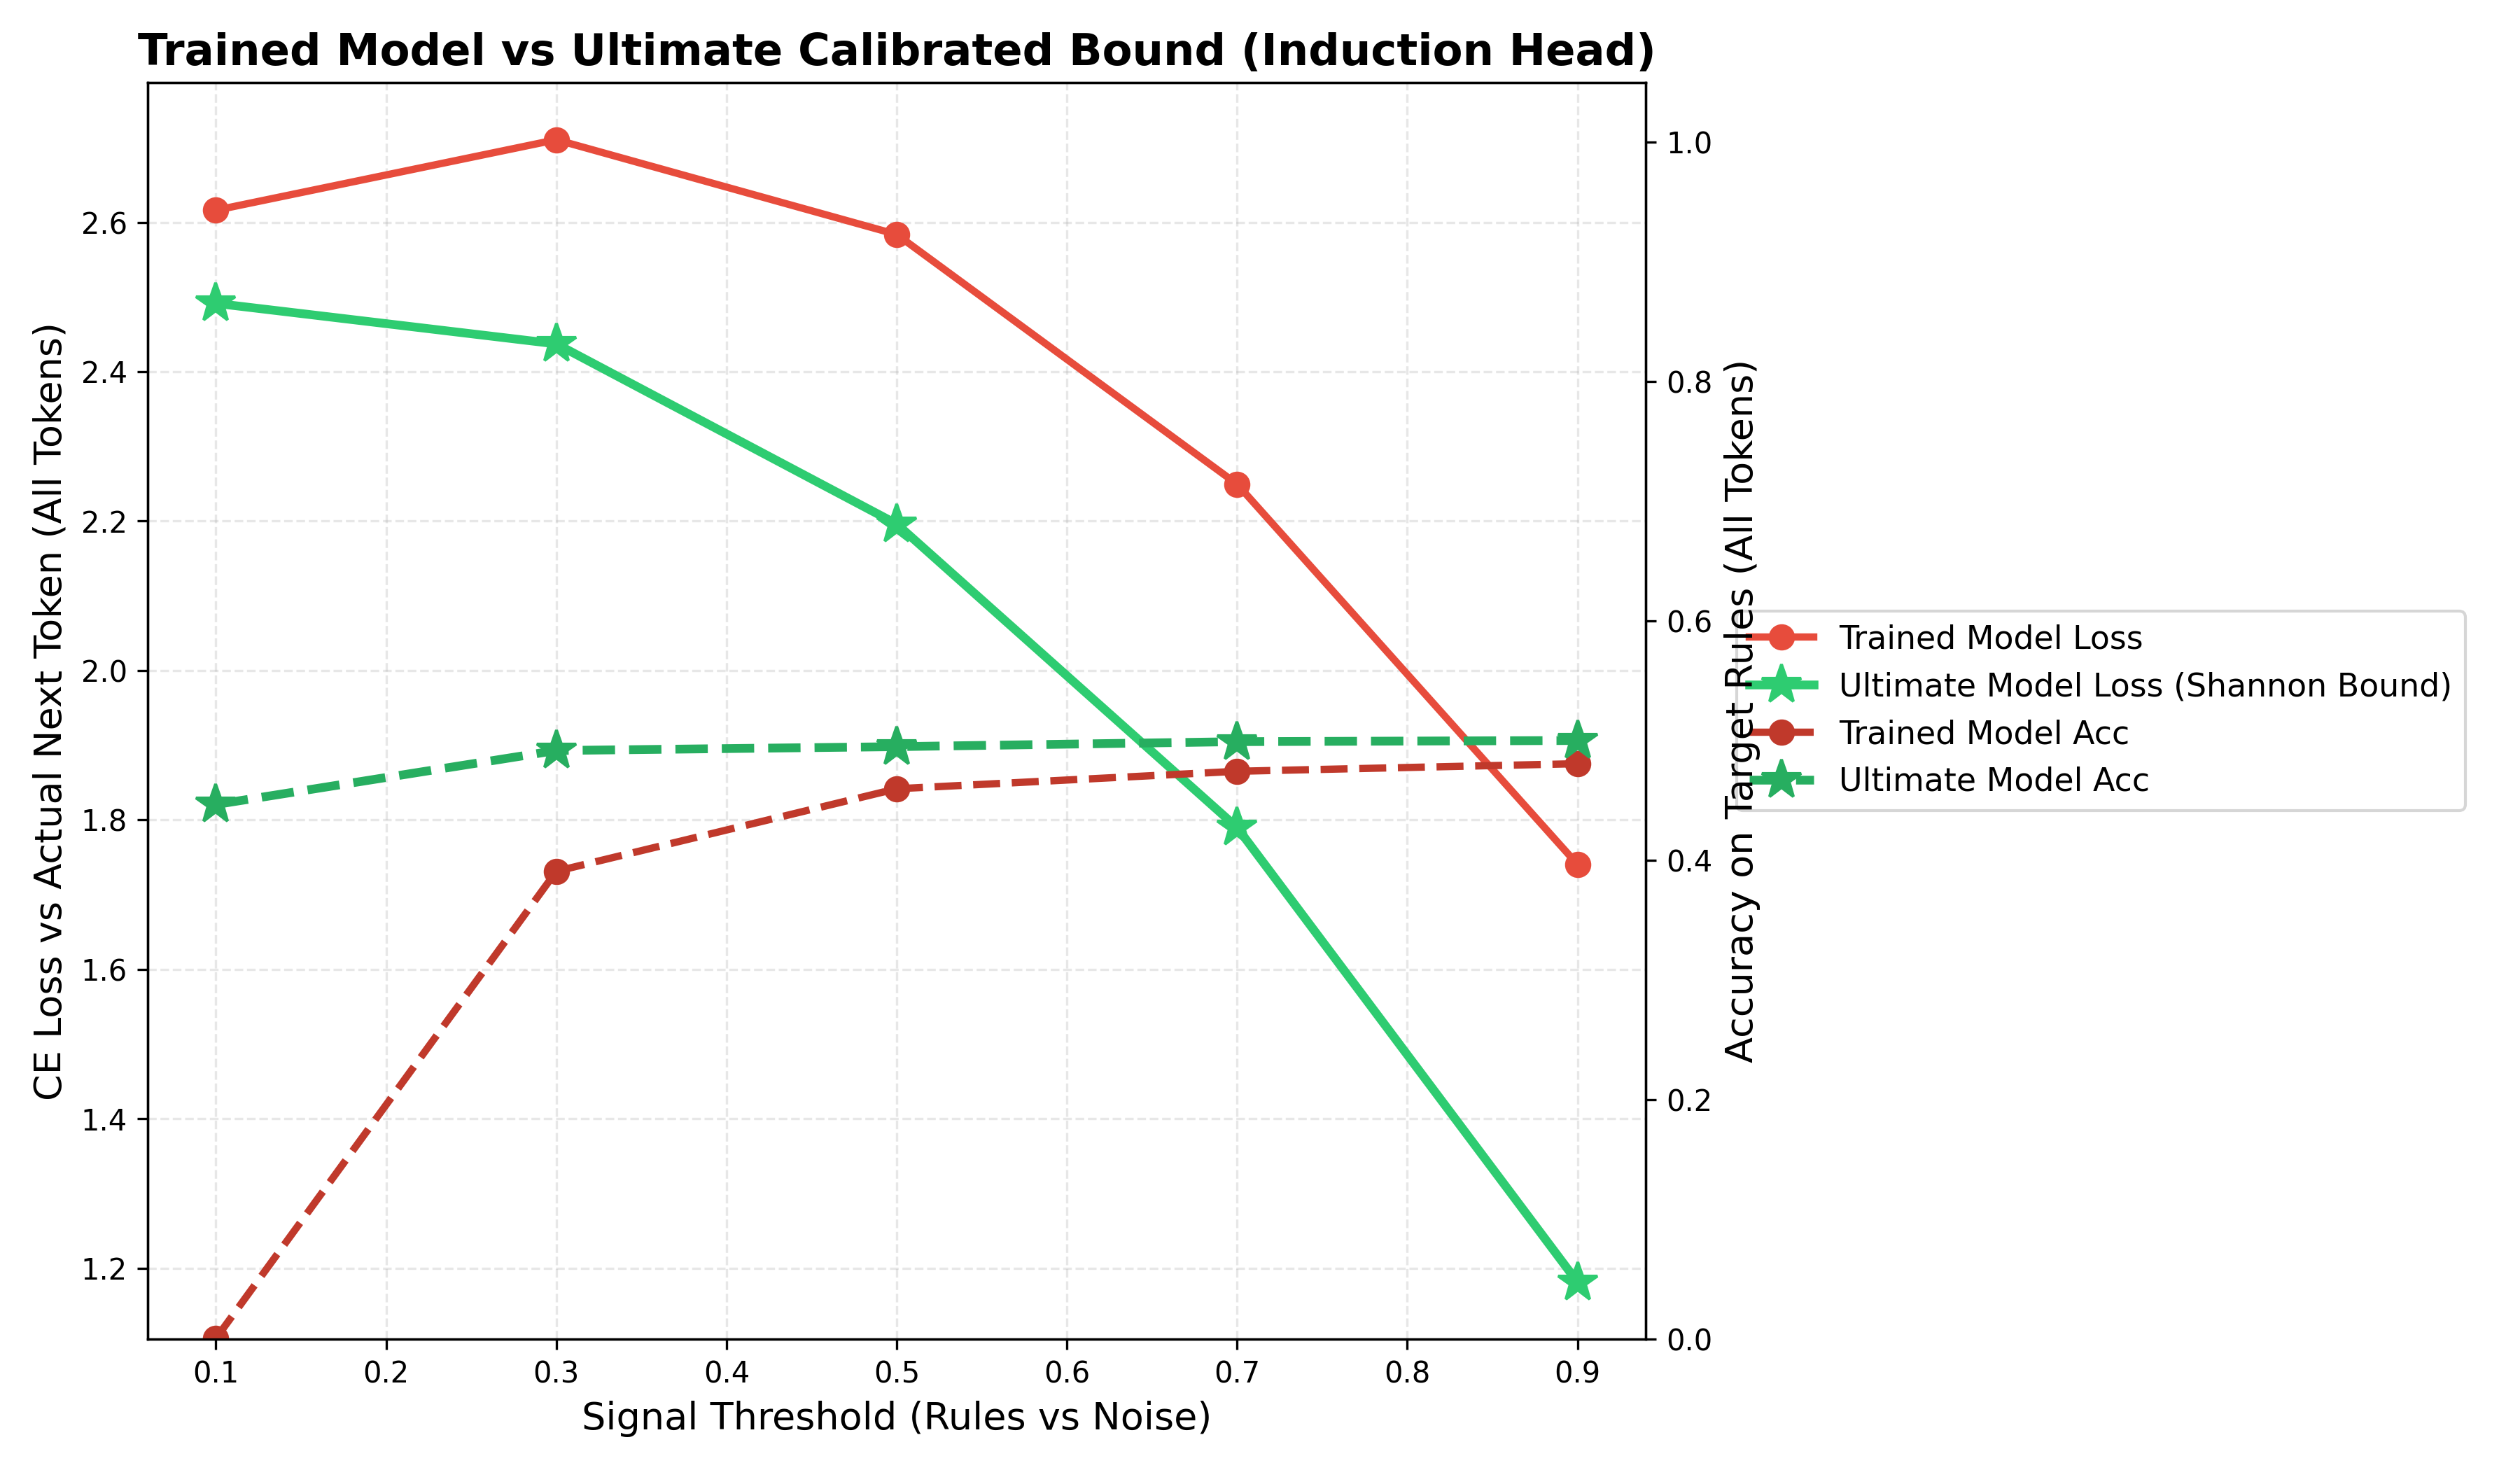 Trained Model vs Ultimate Calibrated Bound (Induction Head)
CE Loss vs Actual Next Token (All Tokens)
2.6
2.4
2.2
2.0
1.8
1.6
1.4
1.2
0.1
0.2
0.3
0.4
0.5
0.6
0.7
0.8
0.9
Signal Threshold (Rules vs Noise)
1.0
0.8
0.6
0.4
0.2
0.0
Accuracy on Target Rules (All Tokens)
Trained Model Loss
Ultimate Model Loss (Shannon Bound)
Trained Model Acc
Ultimate Model Acc